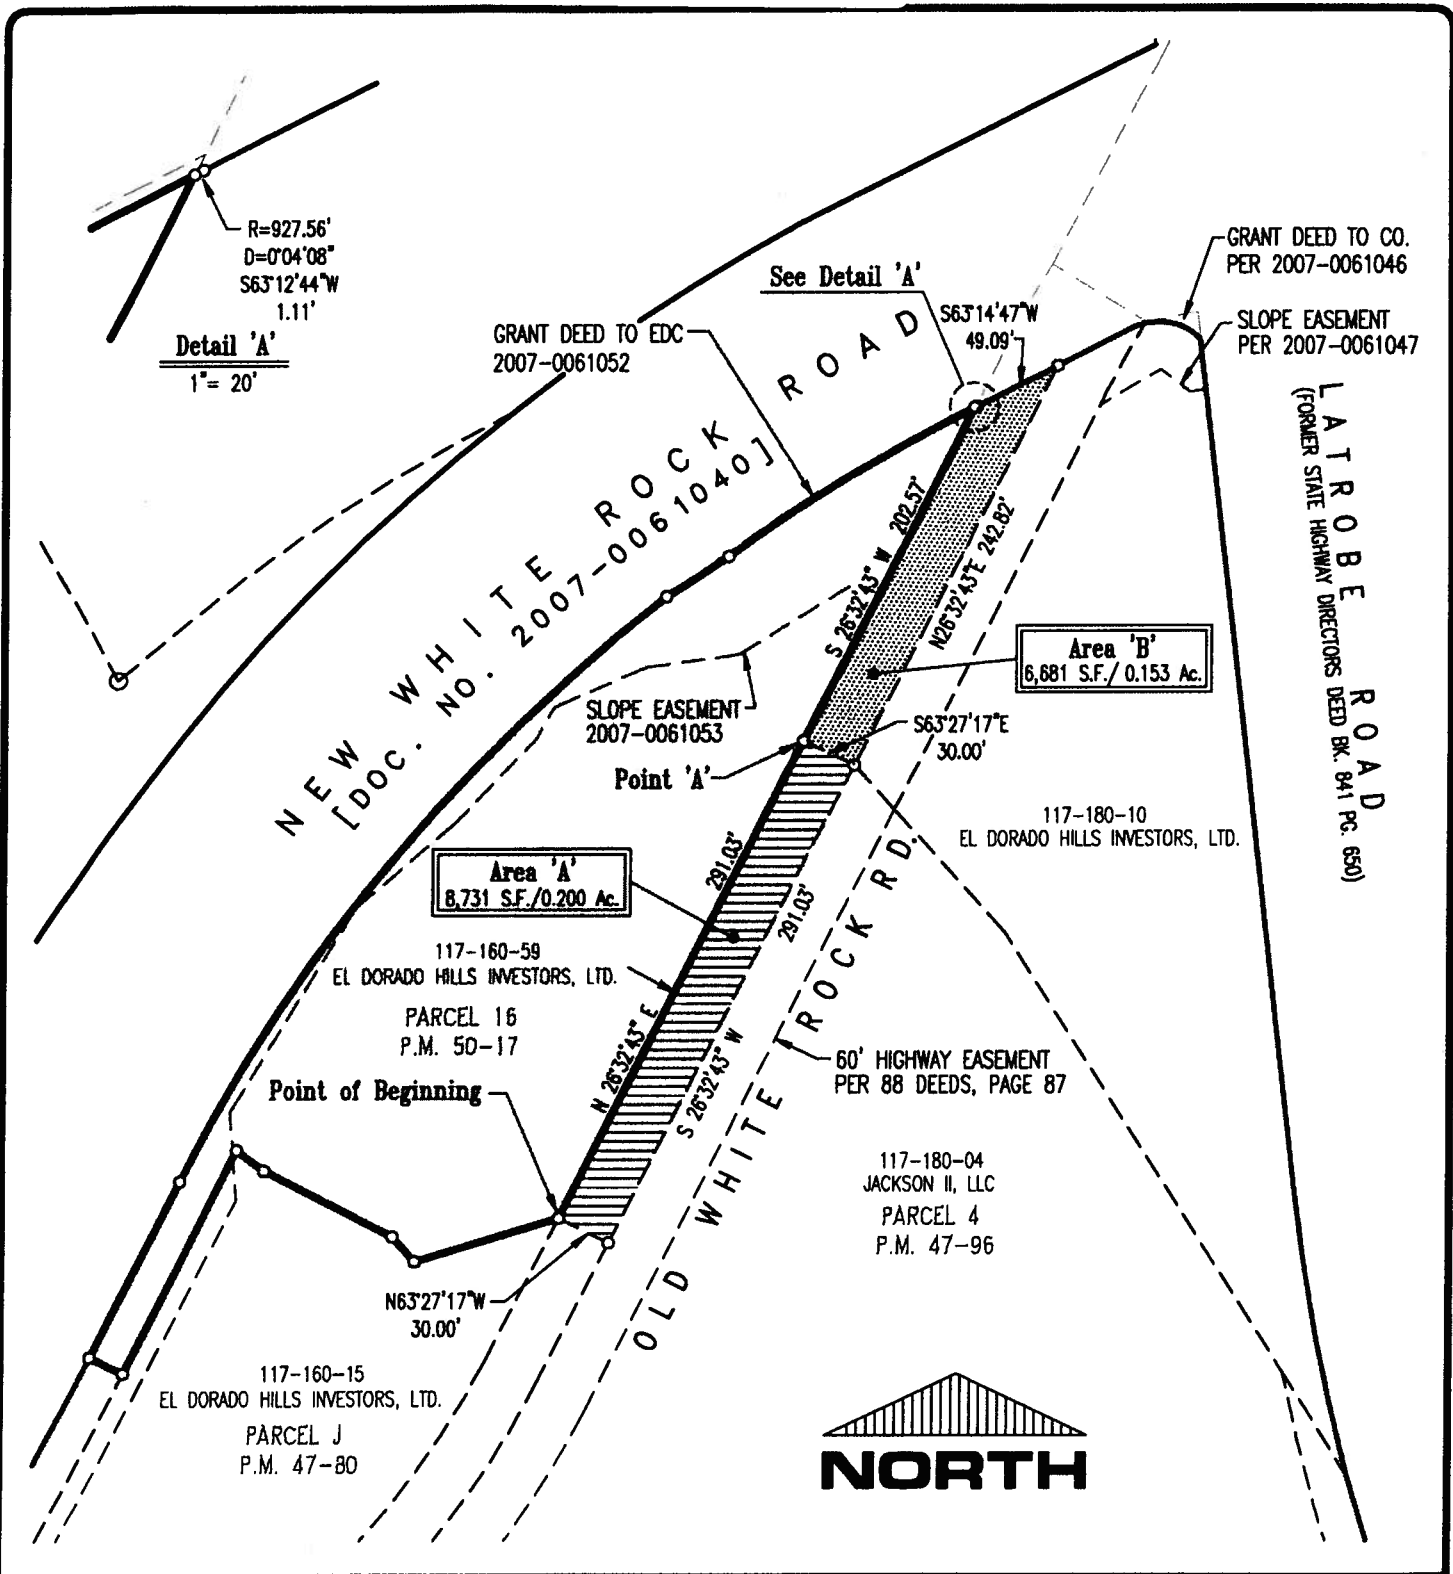 R=927.56'
D=0°04'08"
S63°12'44"W
1.11'
Detail 'A'
1"= 20'
GRANT DEED TO EDC
2007-0061052
See Detail 'A'
S63°14'47"W
49.09'
GRANT DEED TO CO.
PER 2007-0061046
SLOPE EASEMENT
PER 2007-0061047
LATROBE ROAD
(FORMER STATE HIGHWAY DIRECTORS DEED BK. 841 PG. 650)
NEW WHITE ROCK ROAD
[DOC. NO. 2007-0061040]
S 26°32'43" W 202.57'
N26°32'43"E 242.82'
Area 'B'
6,681 S.F./ 0.153 Ac.
SLOPE EASEMENT
2007-0061053
S63°27'17"E
30.00'
Point 'A'
117-180-10
EL DORADO HILLS INVESTORS, LTD.
Area 'A'
8,731 S.F./0.200 Ac.
291.03'
291.03'
117-160-59
EL DORADO HILLS INVESTORS, LTD.
PARCEL 16
P.M. 50-17
N 26°32'43" E
S 26°32'43" W
OLD WHITE ROCK RD.
60' HIGHWAY EASEMENT
PER 88 DEEDS, PAGE 87
Point of Beginning
117-180-04
JACKSON II, LLC
PARCEL 4
P.M. 47-96
N63°27'17"W
30.00'
117-160-15
EL DORADO HILLS INVESTORS, LTD.
PARCEL J
P.M. 47-80
NORTH